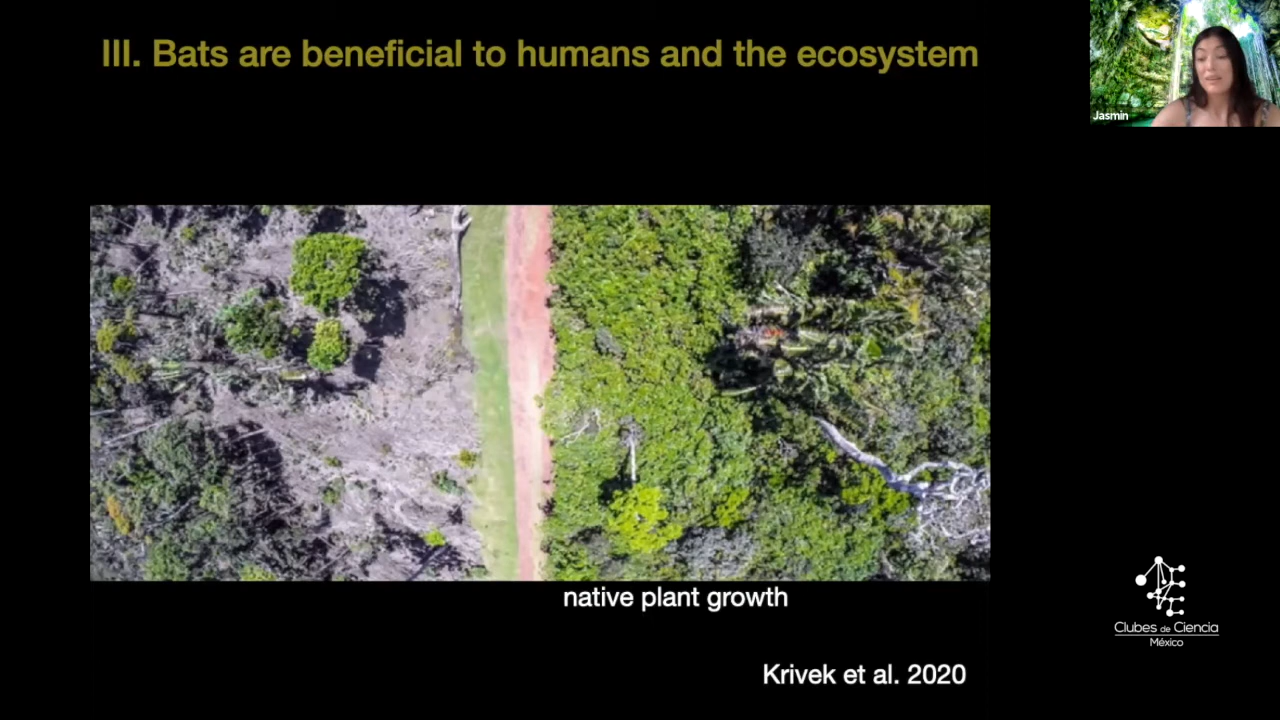 III. Bats are beneficial to humans and the ecosystem
Jasmin
native plant growth
Clubes de Ciencia
México
Krivek et al. 2020